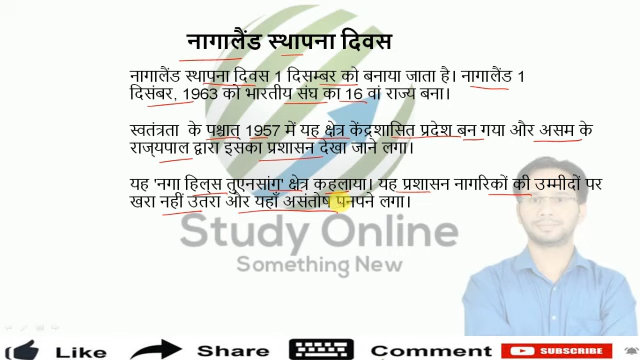 नागालैंड स्थापना दिवस
नागालैंड स्थापना दिवस 1 दिसम्बर को बनाया जाता है। नागालैंड 1
दिसंबर, 1963 को भारतीय संघ का 16 वां राज्य बना।
स्वतंत्रता के पश्चात् 1957 में यह क्षेत्र केंद्रशासित प्रदेश बन गया और असम के
राज्यपाल द्वारा इसका प्रशासन देखा जाने लगा।
यह 'नगा हिल्स तुएनसांग' क्षेत्र कहलाया। यह प्रशासन नागरिकों की उम्मीदों पर
खरा नहीं उतरा और यहाँ असंतोष पनपने लगा।
Study Online
Something New
Like Share Comment SUBSCRIBE